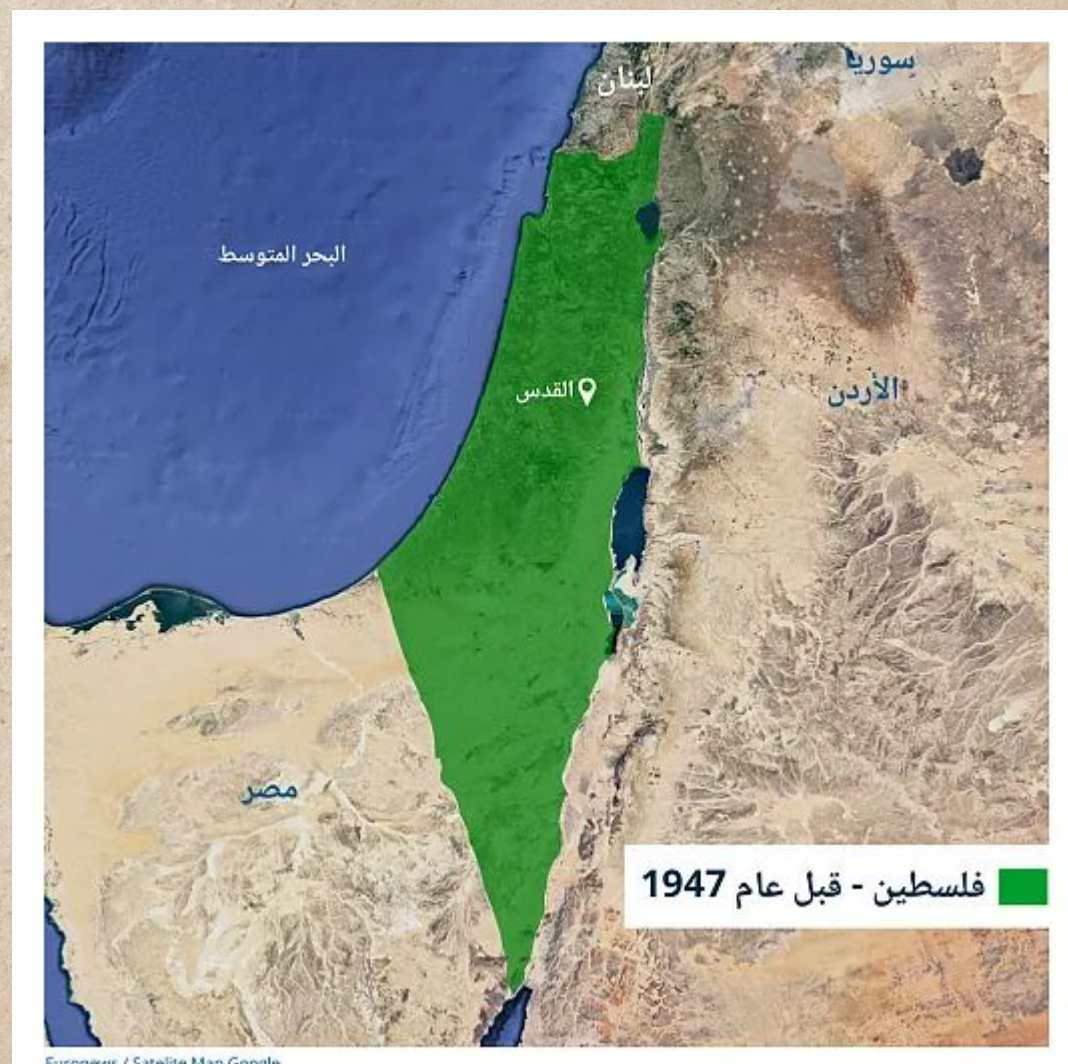 لبنان
سوريا
البحر المتوسط
القدس
الأردن
مصر
فلسطين - قبل عام 1947
Euronews / Satelite Map Google